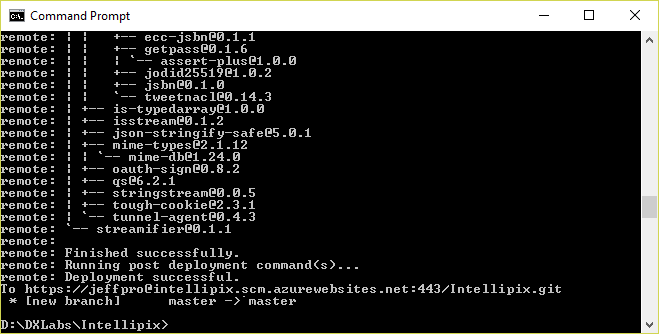 Command Prompt
remote: ¦ ¦   +-- ecc-jsbn@0.1.1
remote: ¦ ¦   +-- getpass@0.1.6
remote: ¦ ¦   ¦ `-- assert-plus@1.0.0
remote: ¦ ¦   +-- jodid25519@1.0.2
remote: ¦ ¦   +-- jsbn@0.1.0
remote: ¦ ¦   `-- tweetnacl@0.14.3
remote: ¦ +-- is-typedarray@1.0.0
remote: ¦ +-- isstream@0.1.2
remote: ¦ +-- json-stringify-safe@5.0.1
remote: ¦ +-- mime-types@2.1.12
remote: ¦ ¦ `-- mime-db@1.24.0
remote: ¦ +-- oauth-sign@0.8.2
remote: ¦ +-- qs@6.2.1
remote: ¦ +-- stringstream@0.0.5
remote: ¦ +-- tough-cookie@2.3.1
remote: ¦ `-- tunnel-agent@0.4.3
remote: `-- streamifier@0.1.1
remote:
remote: Finished successfully.
remote: Running post deployment command(s)...
remote: Deployment successful.
To https://jeffpro@intellipix.scm.azurewebsites.net:443/Intellipix.git
 * [new branch]      master -> master
D:\DXLabs\Intellipix>